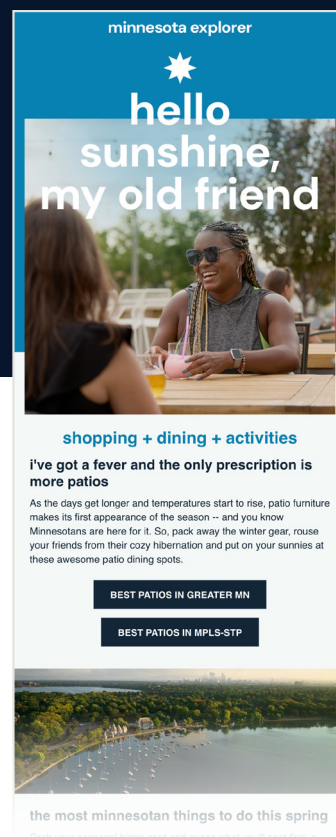 minnesota explorer
hello
sunshine,
my old friend
shopping + dining + activities
i've got a fever and the only prescription is
more patios
As the days get longer and temperatures start to rise, patio furniture
makes its first appearance of the season -- and you know
Minnesotans are here for it. So, pack away the winter gear, rouse
your friends from their cozy hibernation and put on your sunnies at
these awesome patio dining spots.
BEST PATIOS IN GREATER MN
BEST PATIOS IN MPLS-STP
the most minnesotan things to do this spring